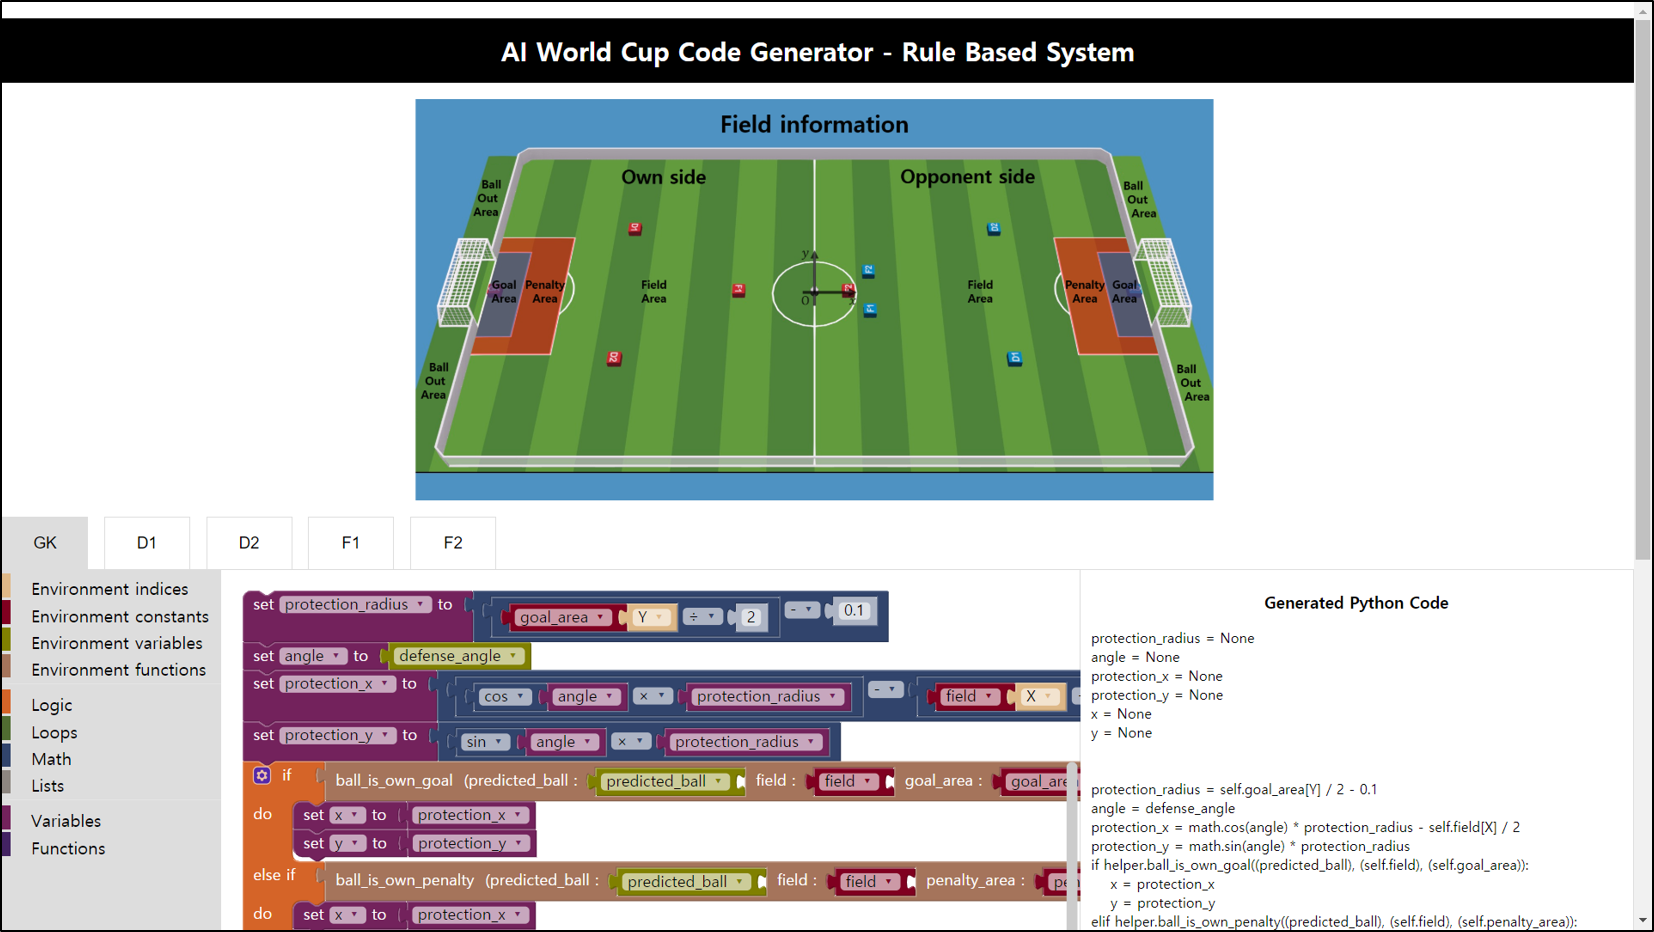 AI World Cup Code Generator - Rule Based System
Field information
Own side
Opponent side
Ball
Out
Area
Ball
Out
Area
D2
F2
y
Goal
Area
Penalty
Area
Field
Area
0
Field
Area
Penalty
Area
Goal
Area
F1
D2
D1
Ball
Out
Area
Ball
Out
Area
GK
D1
D2
F1
F2
Environment indices
Environment constants
Environment variables
Environment functions
Logic
Loops
Math
Lists
Variables
Functions
set protection_radius to goal_area Y ÷ 2 - 0.1
set angle to defense_angle
set protection_x to cos angle × protection_radius - field X
set protection_y to sin angle × protection_radius
if ball_is_own_goal (predicted_ball : predicted_ball field : field goal_area : goal_are
do set x to protection_x
set y to protection_y
else if ball_is_own_penalty (predicted_ball : predicted_ball field : field penalty_area : pe
do set x to protection_x
Generated Python Code
protection_radius = None
angle = None
protection_x = None
protection_y = None
x = None
y = None
protection_radius = self.goal_area[Y] / 2 - 0.1
angle = defense_angle
protection_x = math.cos(angle) * protection_radius - self.field[X] / 2
protection_y = math.sin(angle) * protection_radius
if helper.ball_is_own_goal((predicted_ball), (self.field), (self.goal_area)):
x = protection_x
y = protection_y
elif helper.ball_is_own_penalty((predicted_ball), (self.field), (self.penalty_area)):